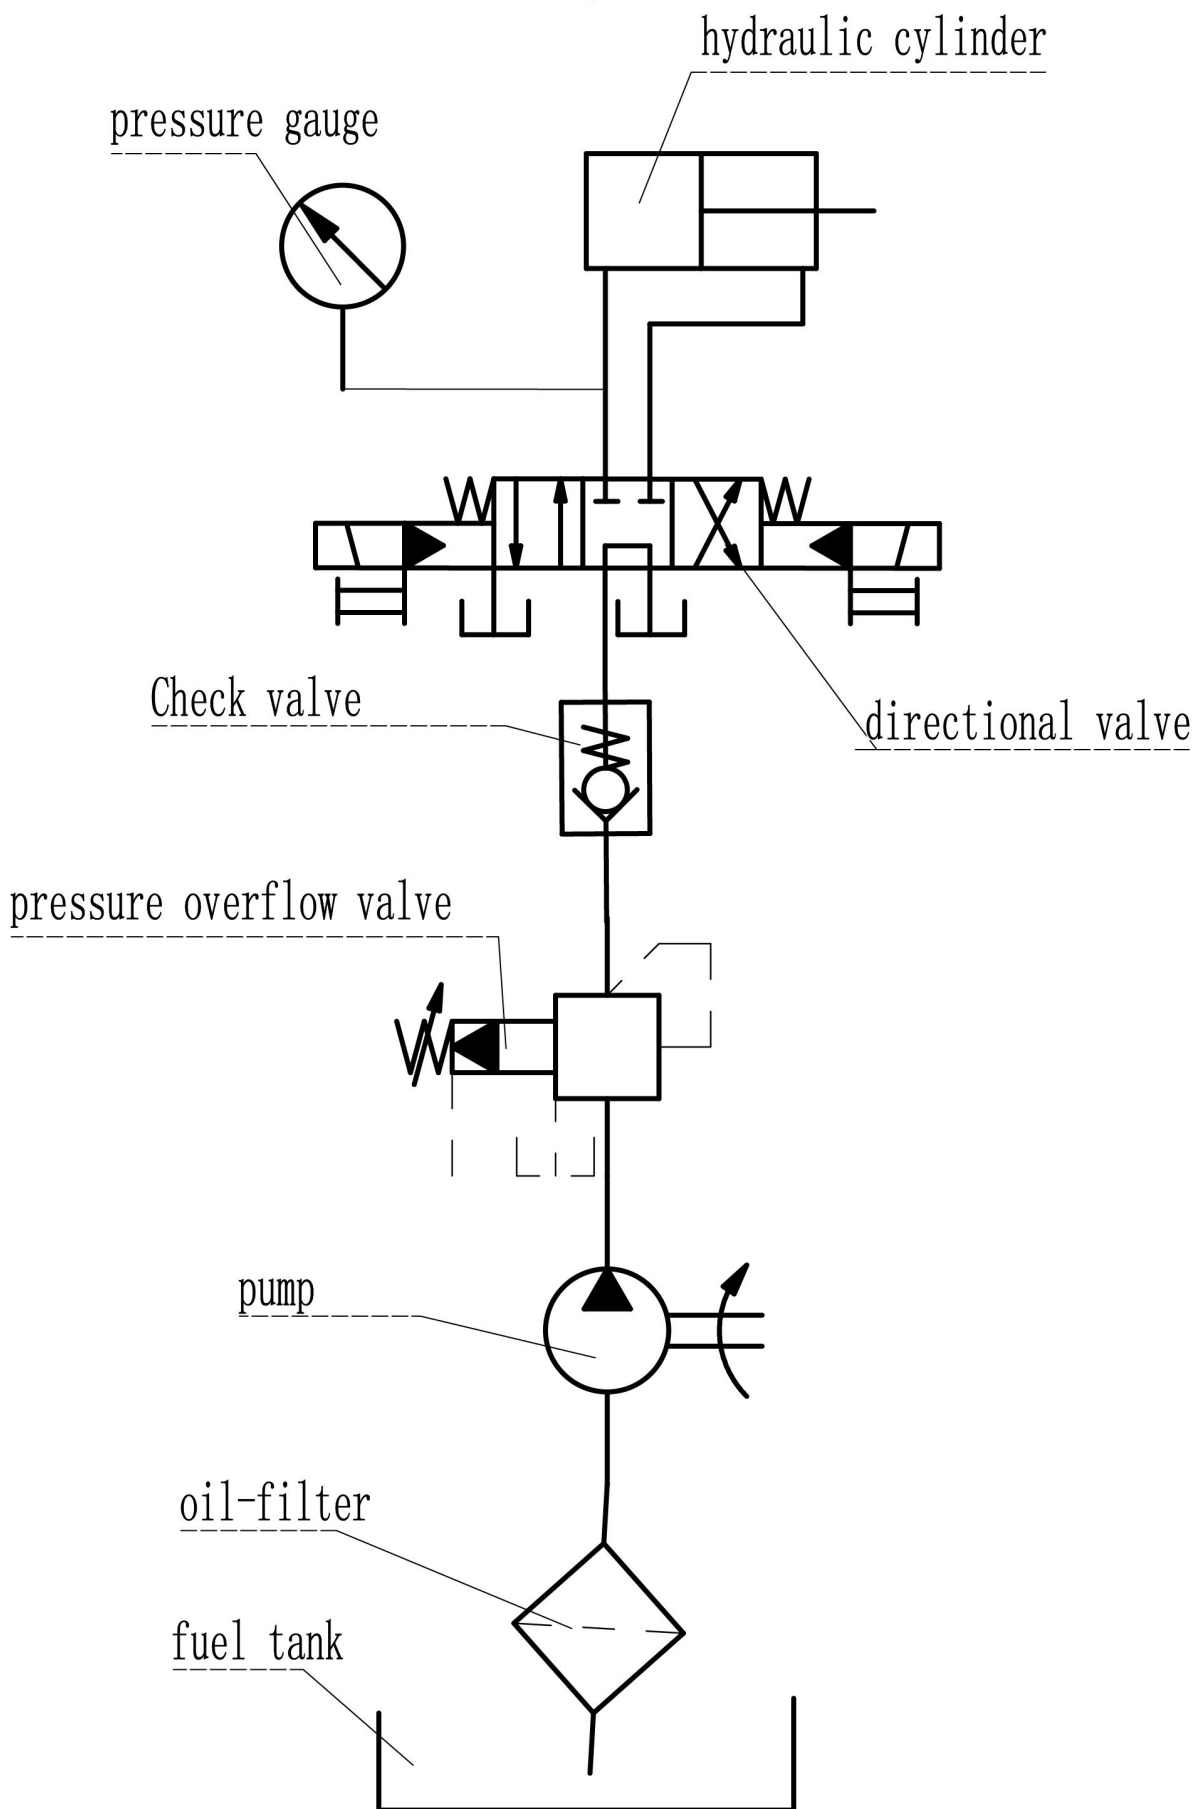 hydraulic cylinder
pressure gauge
Check valve
directional valve
pressure overflow valve
pump
oil-filter
fuel tank